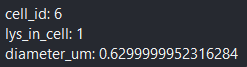 cell_id: 6
lys_in_cell: 1
diameter_um: 0.6299999952316284